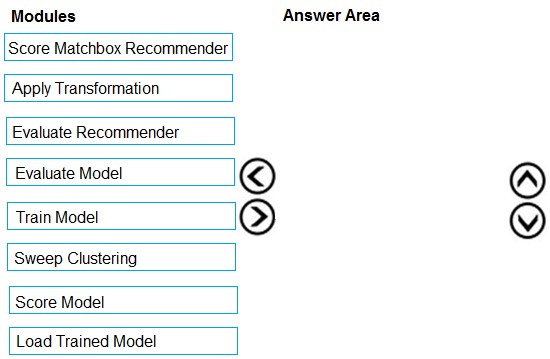 Modules
Answer Area
Score Matchbox Recommender
Apply Transformation
Evaluate Recommender
Evaluate Model
Train Model
Sweep Clustering
Score Model
Load Trained Model